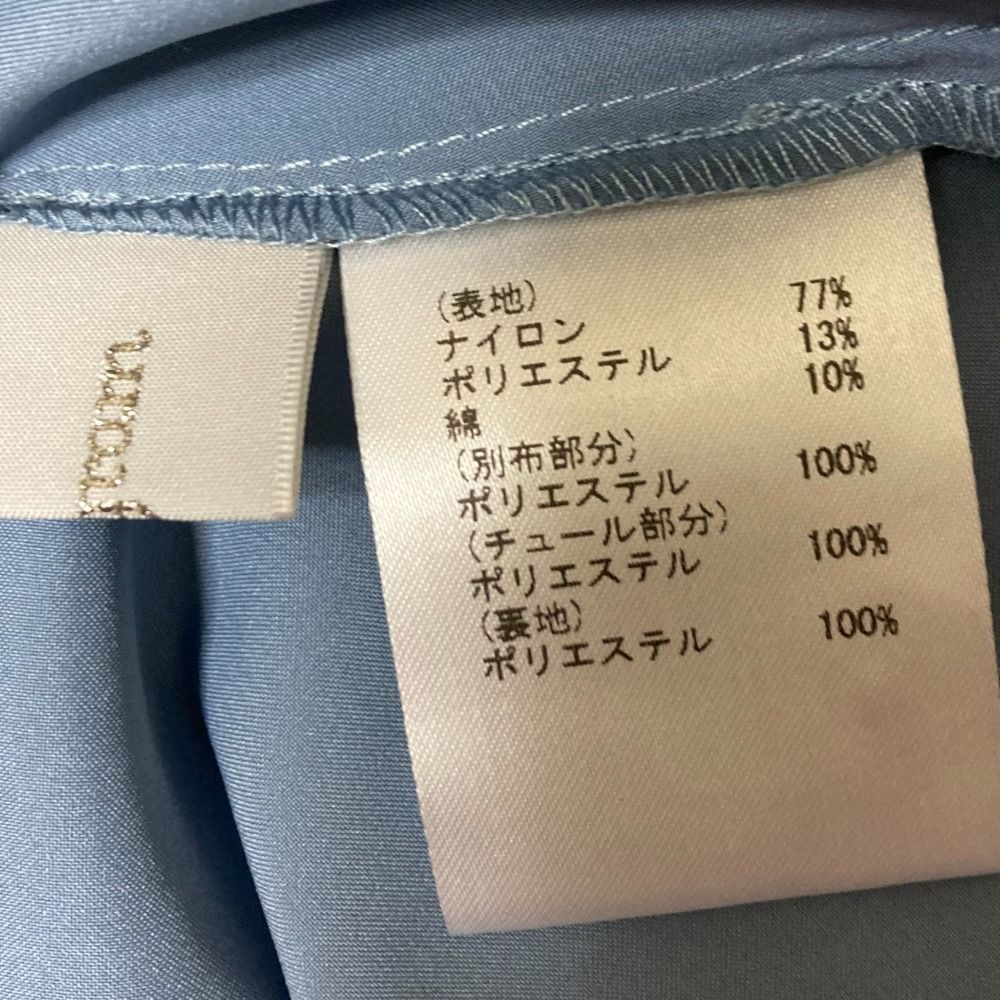 (表地)
ナイロン 77%
ポリエステル 13%
綿 10%
(別布部分)
ポリエステル 100%
(チュール部分)
ポリエステル 100%
(裏地)
ポリエステル 100%